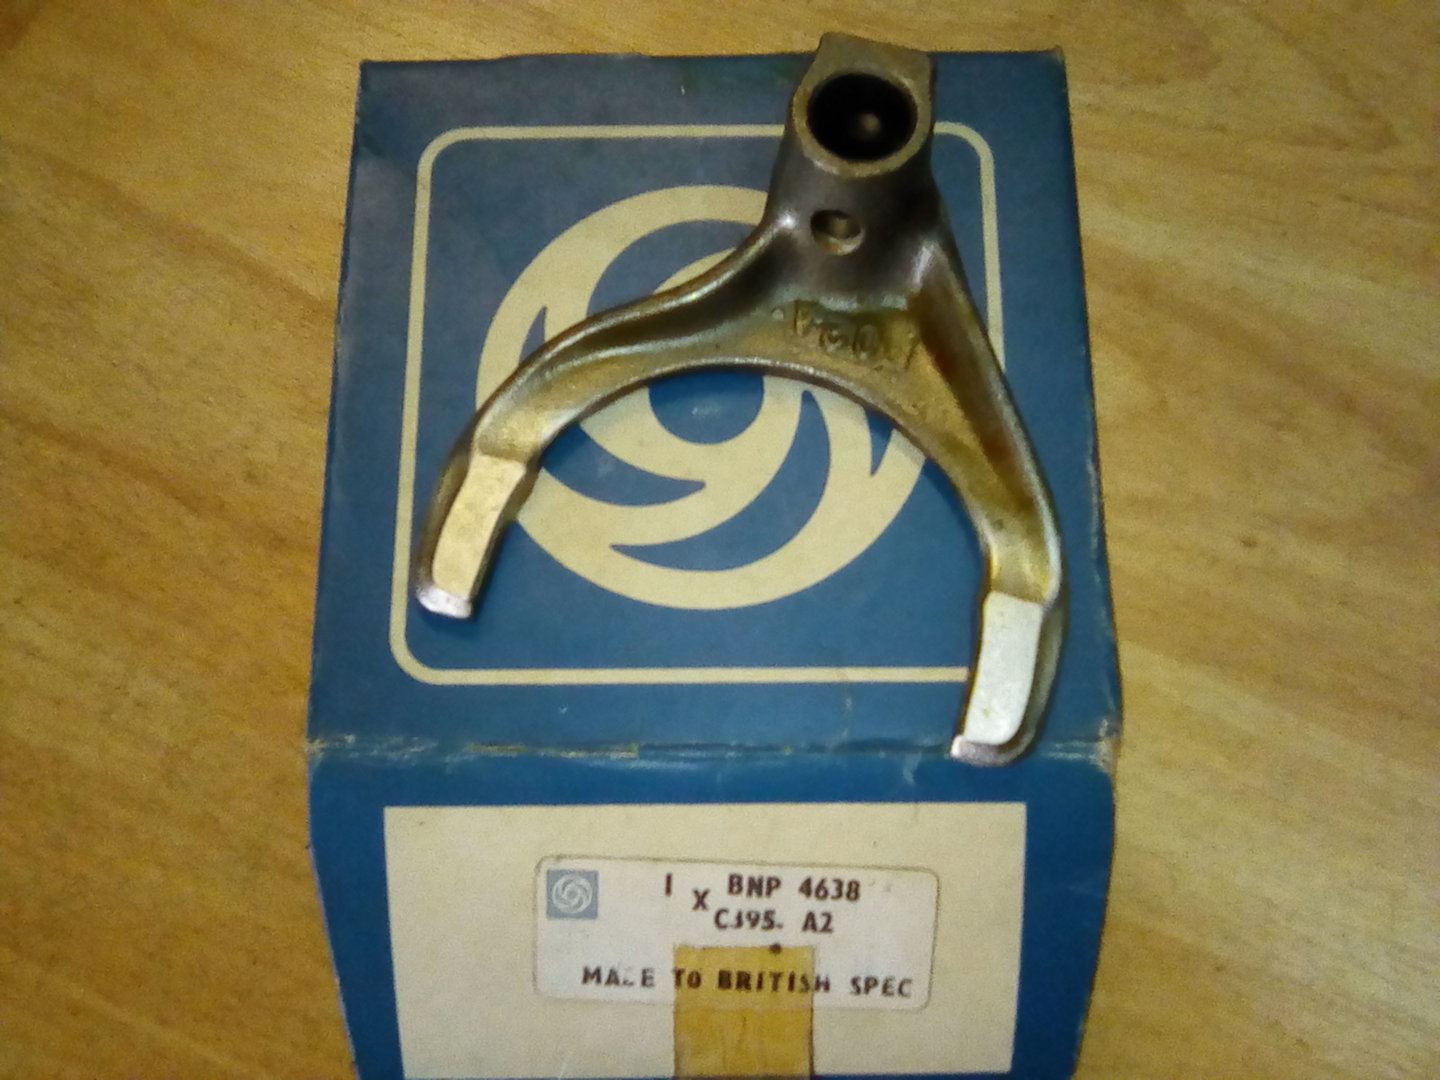 1 X BNP 4638
CJ95. A2
MADE TO BRITISH SPEC